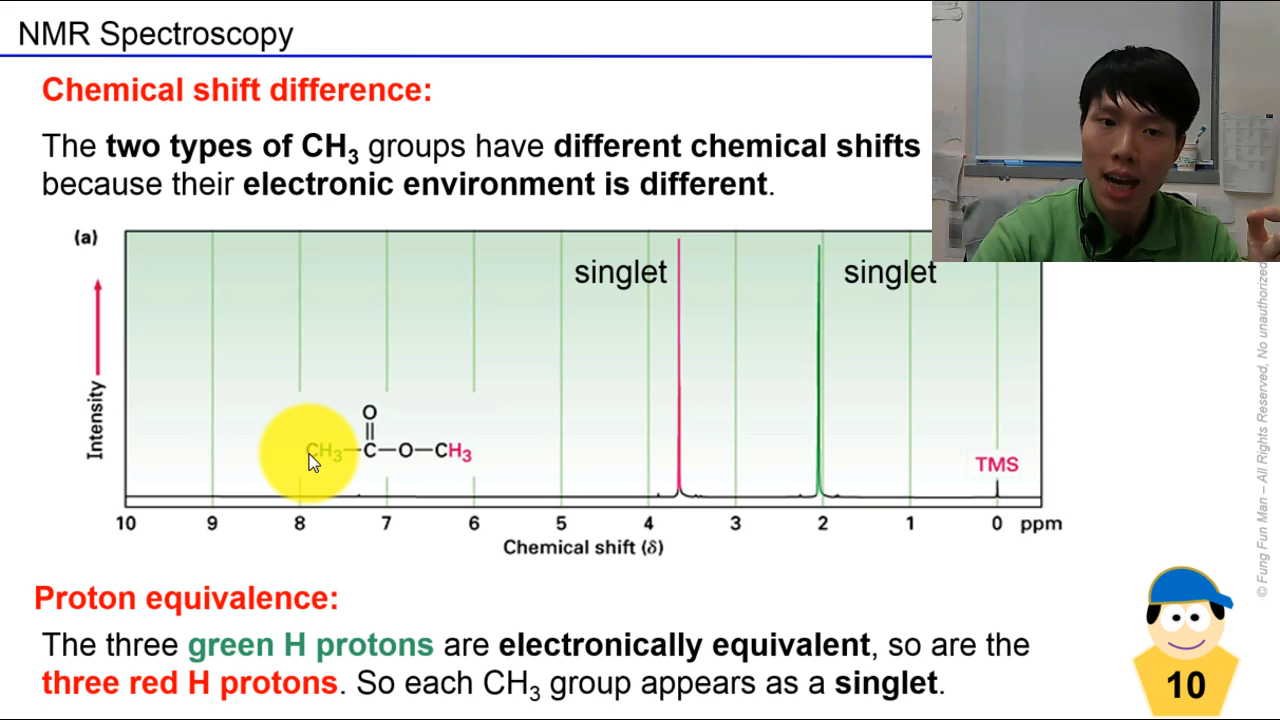 NMR Spectroscopy
Chemical shift difference:
The two types of CH₃ groups have different chemical shifts
because their electronic environment is different.
(a)
singlet
singlet
Intensity
O
CH₃—C—O—CH₃
TMS
10 9 8 7 6 5 4 3 2 1 0 ppm
Chemical shift (δ)
Proton equivalence:
The three green H protons are electronically equivalent, so are the
three red H protons. So each CH₃ group appears as a singlet.
10
© Fung Fun Man – All Rights Reserved, No unauthorized